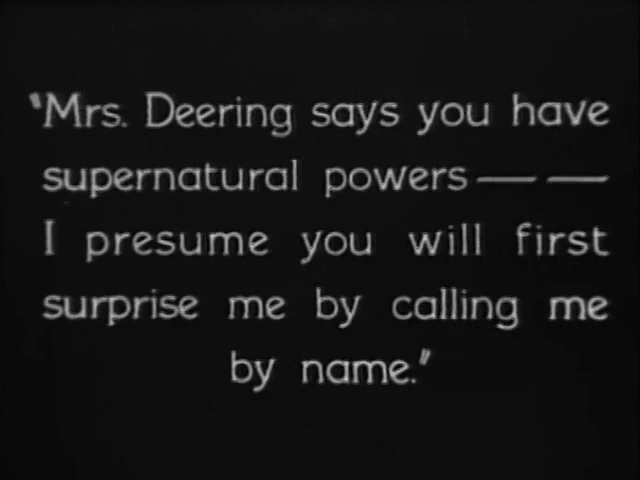 "Mrs. Deering says you have
supernatural powers — —
I presume you will first
surprise me by calling me
by name."